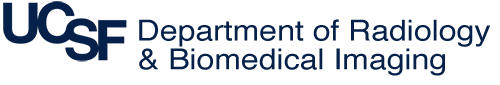 UCSF Department of Radiology
& Biomedical Imaging